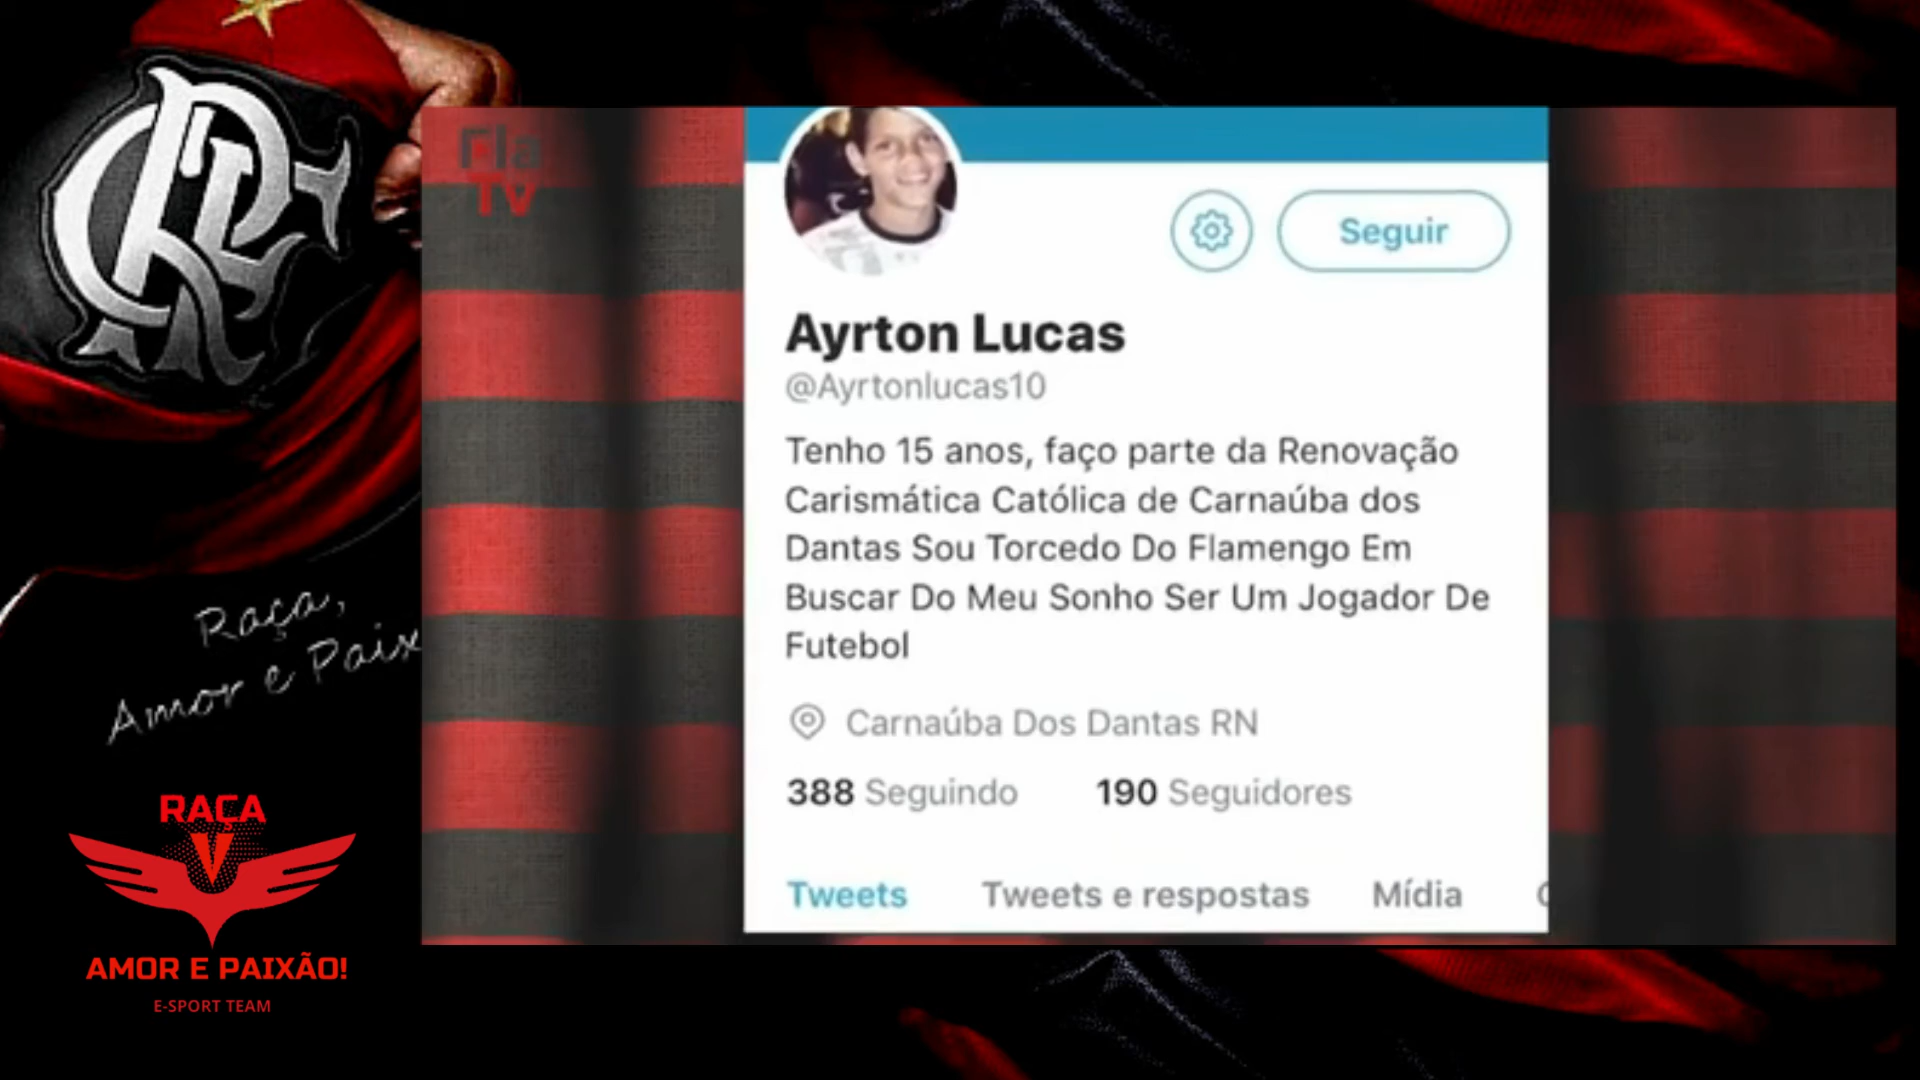 Fla
TV
Seguir
Ayrton Lucas
@Ayrtonlucas10
Tenho 15 anos, faço parte da Renovação
Carismática Católica de Carnaúba dos
Dantas Sou Torcedo Do Flamengo Em
Buscar Do Meu Sonho Ser Um Jogador De
Futebol
Carnaúba Dos Dantas RN
388 Seguindo 190 Seguidores
Tweets Tweets e respostas Mídia
Raça,
Amor e Paix
RAÇA
AMOR E PAIXÃO!
E-SPORT TEAM